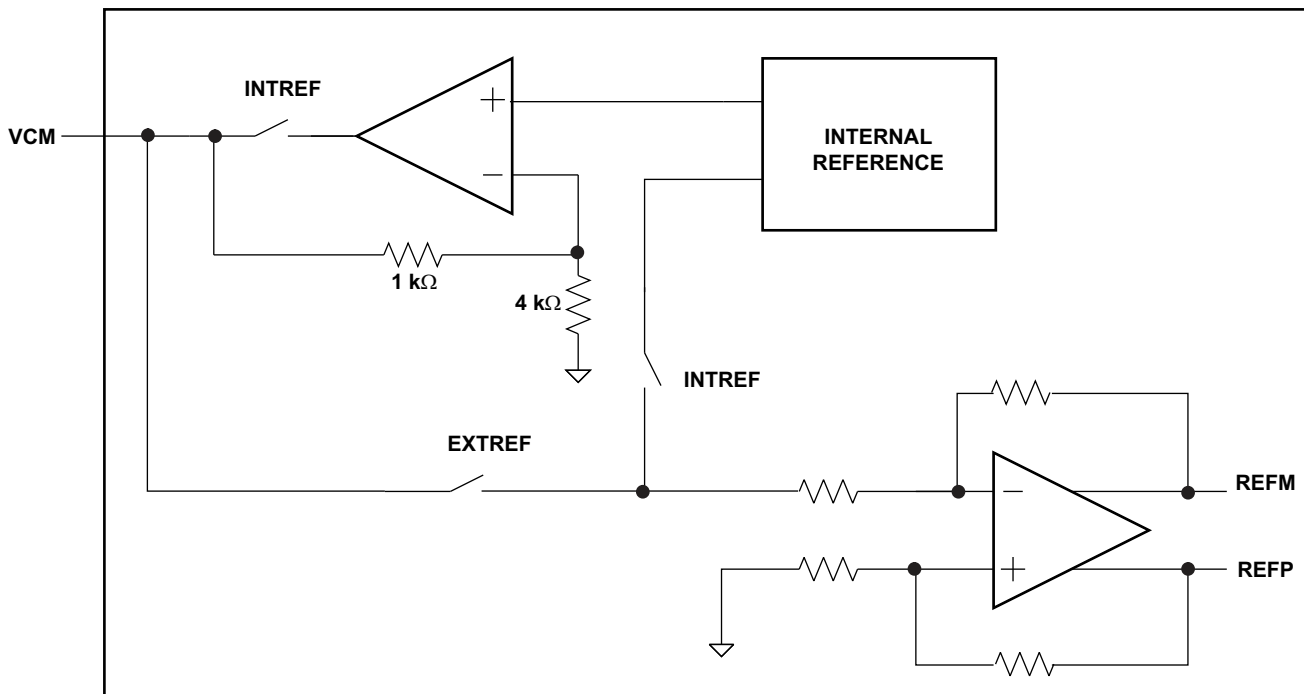 INTREF
VCM
INTERNAL
REFERENCE
1 kΩ
4 kΩ
INTREF
EXTREF
REFM
REFP